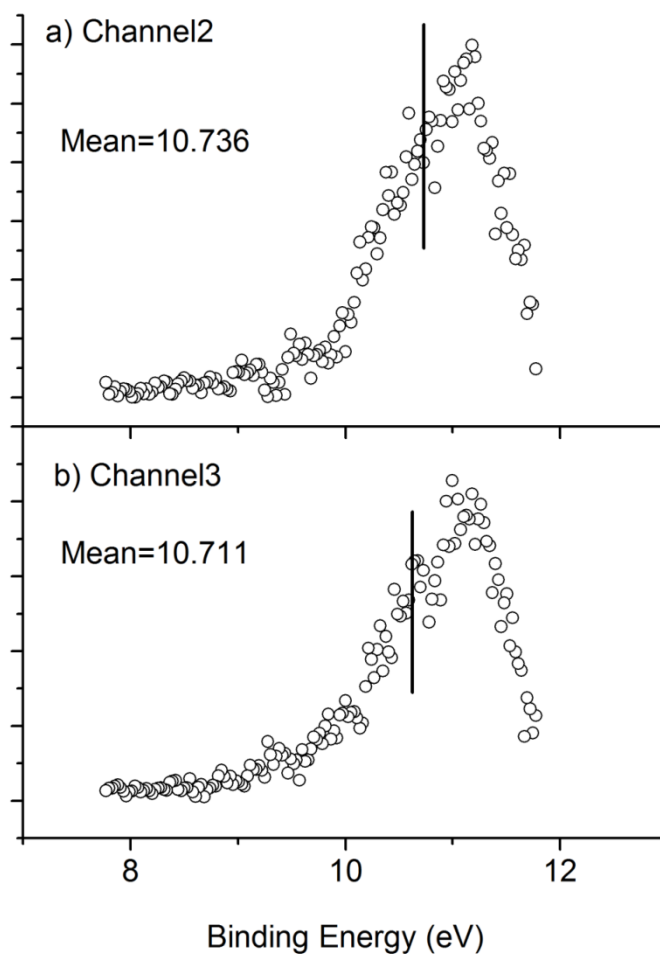 a) Channel2
Mean=10.736
b) Channel3
Mean=10.711
8 10 12
Binding Energy (eV)